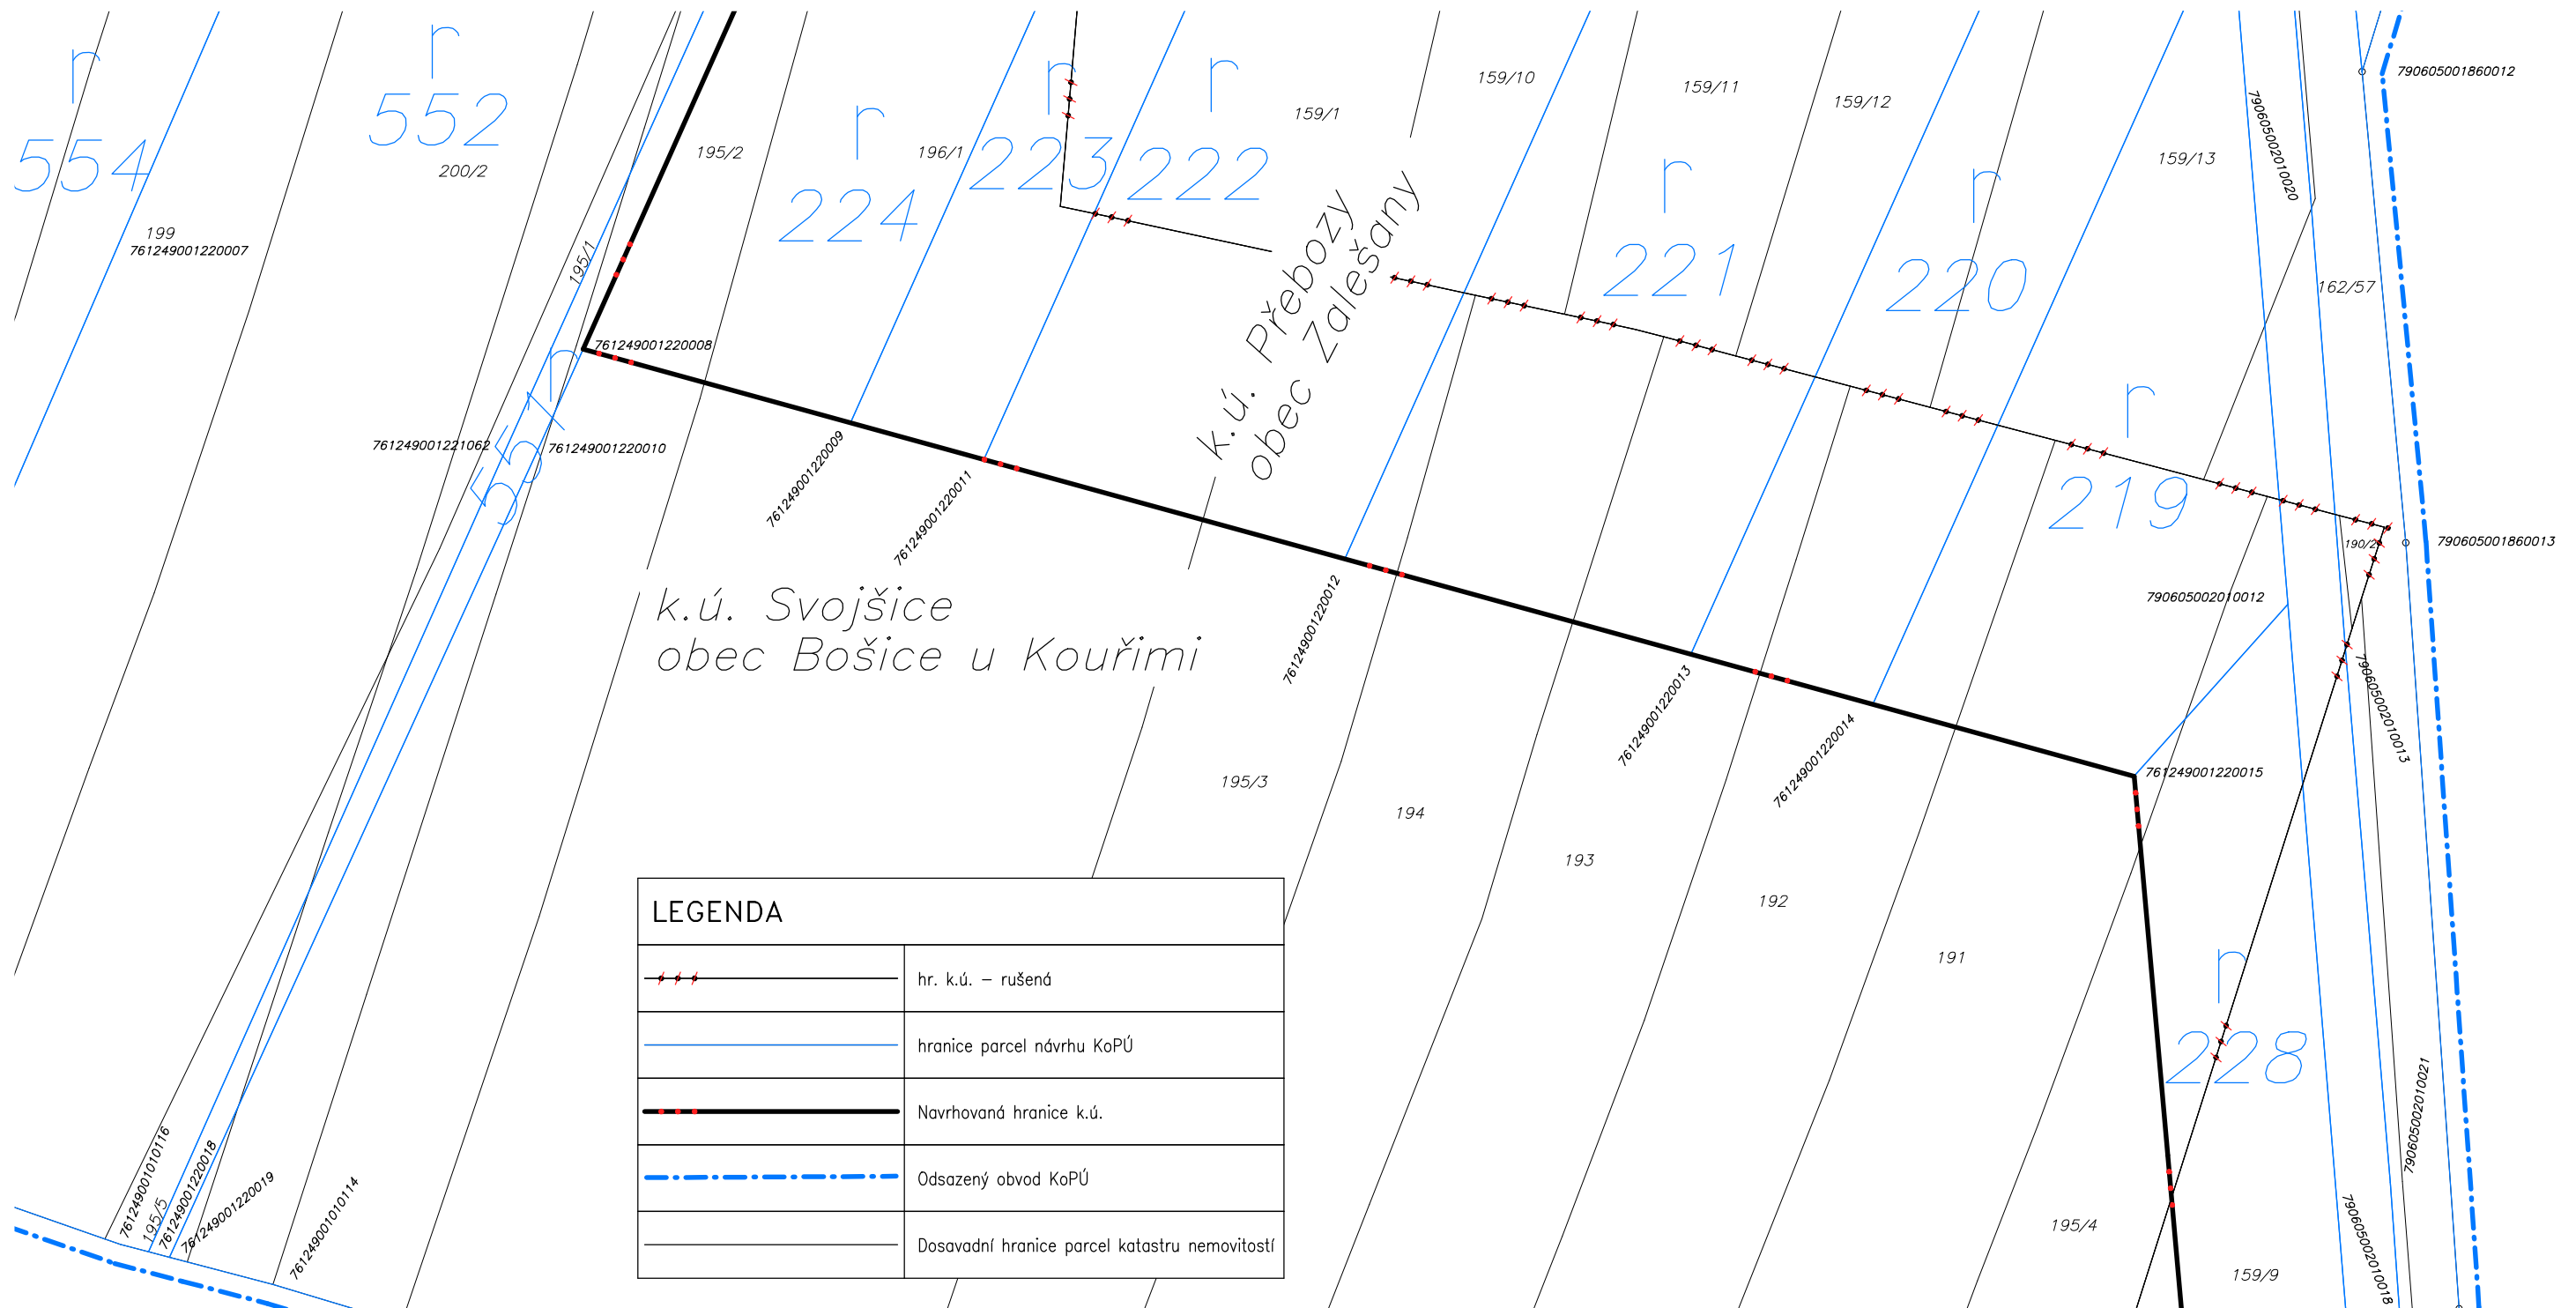 r
554
r
552
200/2
199
761249001220007
195/1
195/2
r
224
196/1
r
223
r
222
159/1
159/10
159/11
159/12
159/13
r
221
r
220
790605002010020
790605001860012
162/57
761249001220008
r
557
761249001221062
761249001220010
761249001220009
761249001220011
k.ú. Přebozy
obec Zalešany
r
219
190/2
790605001860013
790605002010012
790605002010013
k.ú. Svojšice
obec Bošice u Kouřimi
761249001220012
761249001220013
761249001220014
761249001220015
195/3
194
193
192
191
r
228
LEGENDA
hr. k.ú. – rušená
hranice parcel návrhu KoPÚ
Navrhovaná hranice k.ú.
Odsazený obvod KoPÚ
Dosavadní hranice parcel katastru nemovitostí
761249001010116
195/5
761249001220018
761249001220019
761249001010114
195/4
159/9
790605002010021
790605002010018